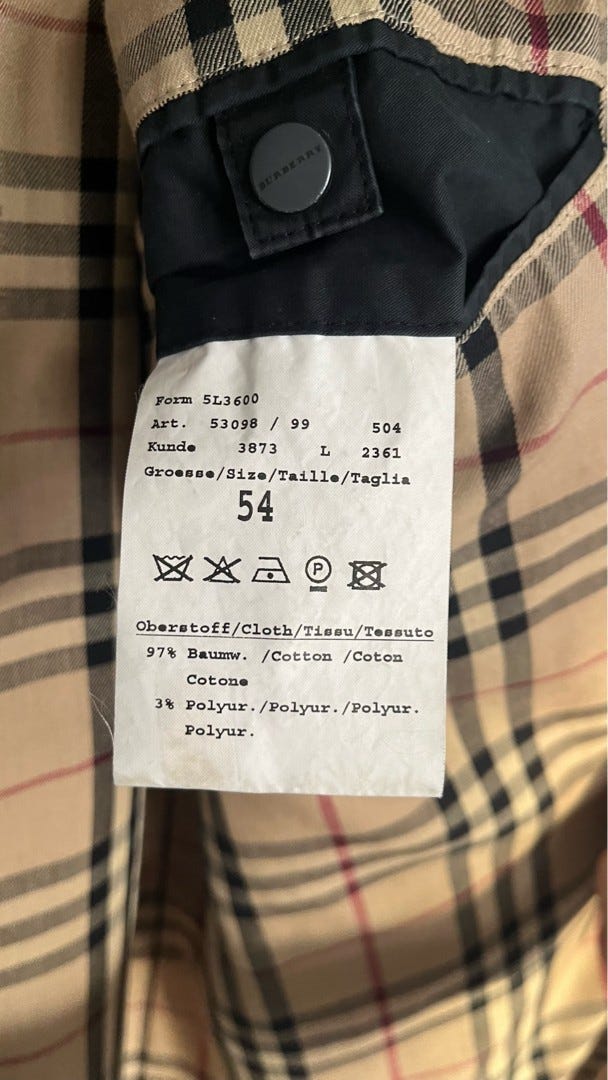 BURBERRY
Form 5L3600
Art. 53098 / 99 504
Kunde 3873 L 2361
Groesse/Size/Taille/Taglia
54
P
Oberstoff/Cloth/Tissu/Tessuto
97% Baumw. /Cotton /Coton
Cotone
3% Polyur./Polyur./Polyur.
Polyur.